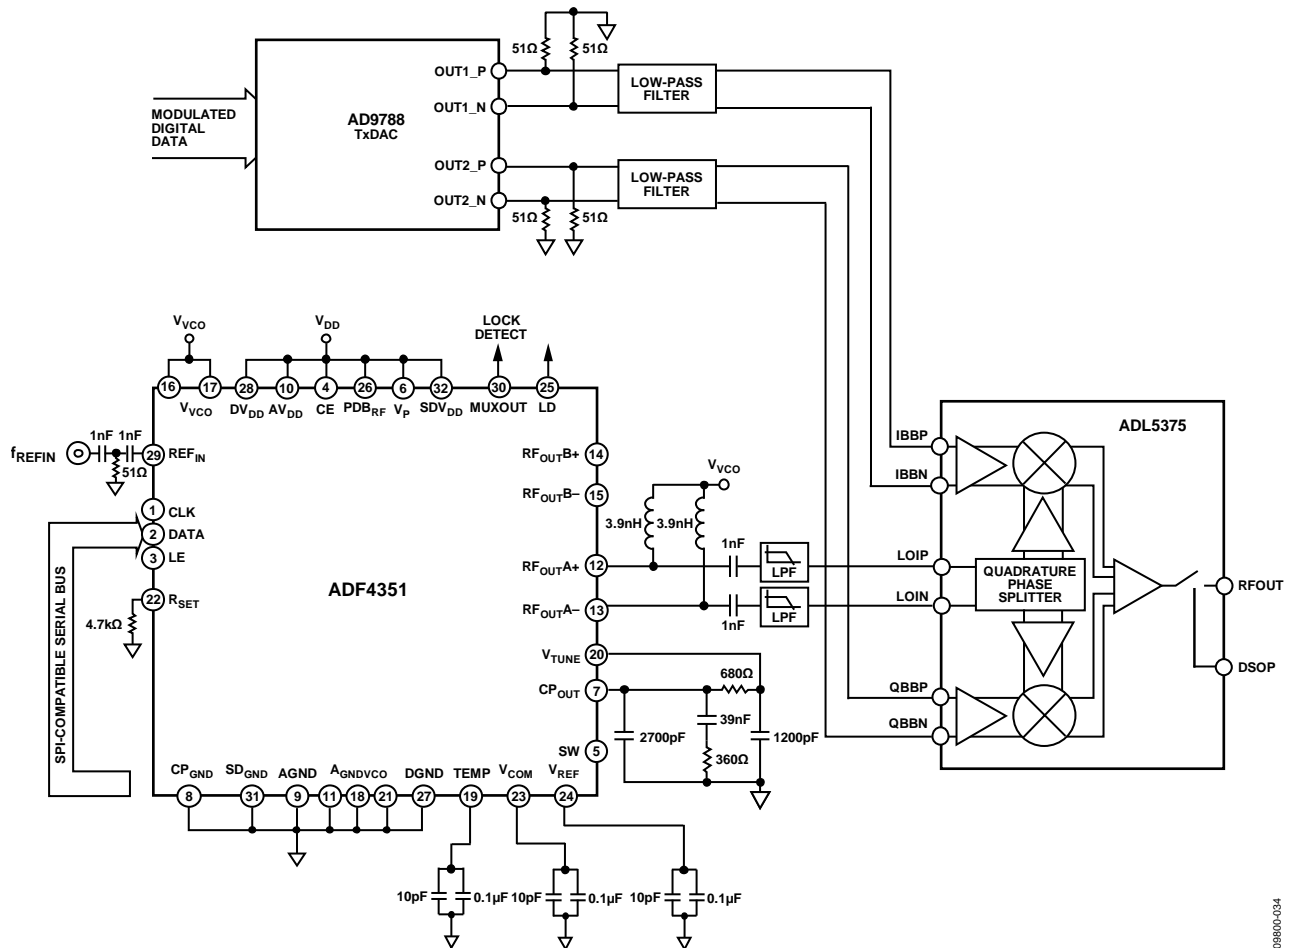 51Ω
51Ω
OUT1_P
OUT1_N
OUT2_P
OUT2_N
MODULATED
DIGITAL
DATA
AD9788
TxDAC
LOW-PASS
FILTER
LOW-PASS
FILTER
51Ω
51Ω
VVCO
VDD
LOCK
DETECT
16
17
28
10
4
26
6
32
30
25
VVCO
DVDD
AVDD
CE
PDBRF
VP
SDVDD
MUXOUT
LD
fREFIN
1nF
1nF
51Ω
29
REFIN
1
CLK
2
DATA
3
LE
22
RSET
4.7kΩ
SPI-COMPATIBLE SERIAL BUS
ADF4351
RFOUTB+
14
RFOUTB−
15
RFOUTA+
12
RFOUTA−
13
VTUNE
20
CPOUT
7
SW
5
VVCO
3.9nH
3.9nH
1nF
LPF
1nF
LPF
680Ω
39nF
2700pF
1200pF
360Ω
CPGND
SDGND
AGND
AGNDVCO
DGND
TEMP
VCOM
VREF
8
31
9
11
18
21
27
19
23
24
10pF
0.1µF
10pF
0.1µF
10pF
0.1µF
ADL5375
IBBP
IBBN
LOIP
LOIN
QUADRATURE
PHASE
SPLITTER
QBBP
QBBN
RFOUT
DSOP
09800-034